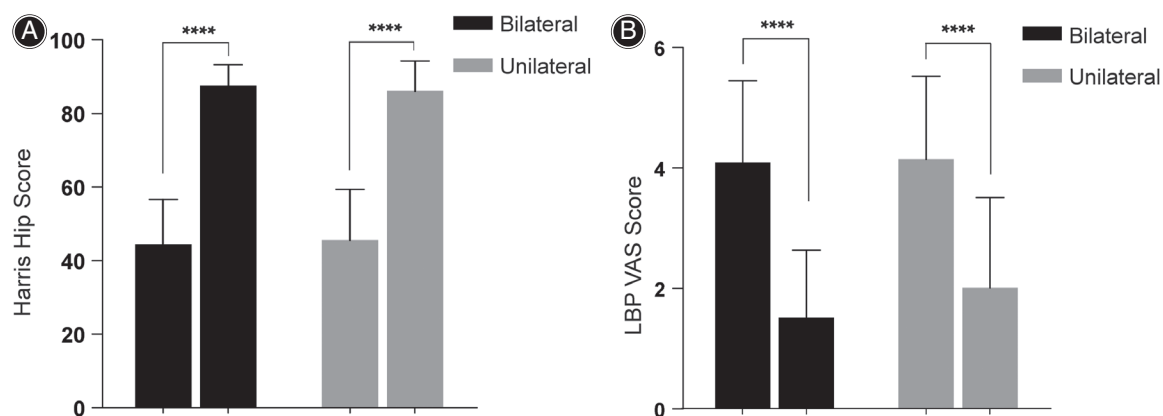 A
Harris Hip Score
100
80
60
40
20
0
****
****
Bilateral
Unilateral
B
LBP VAS Score
6
4
2
0
****
****
Bilateral
Unilateral